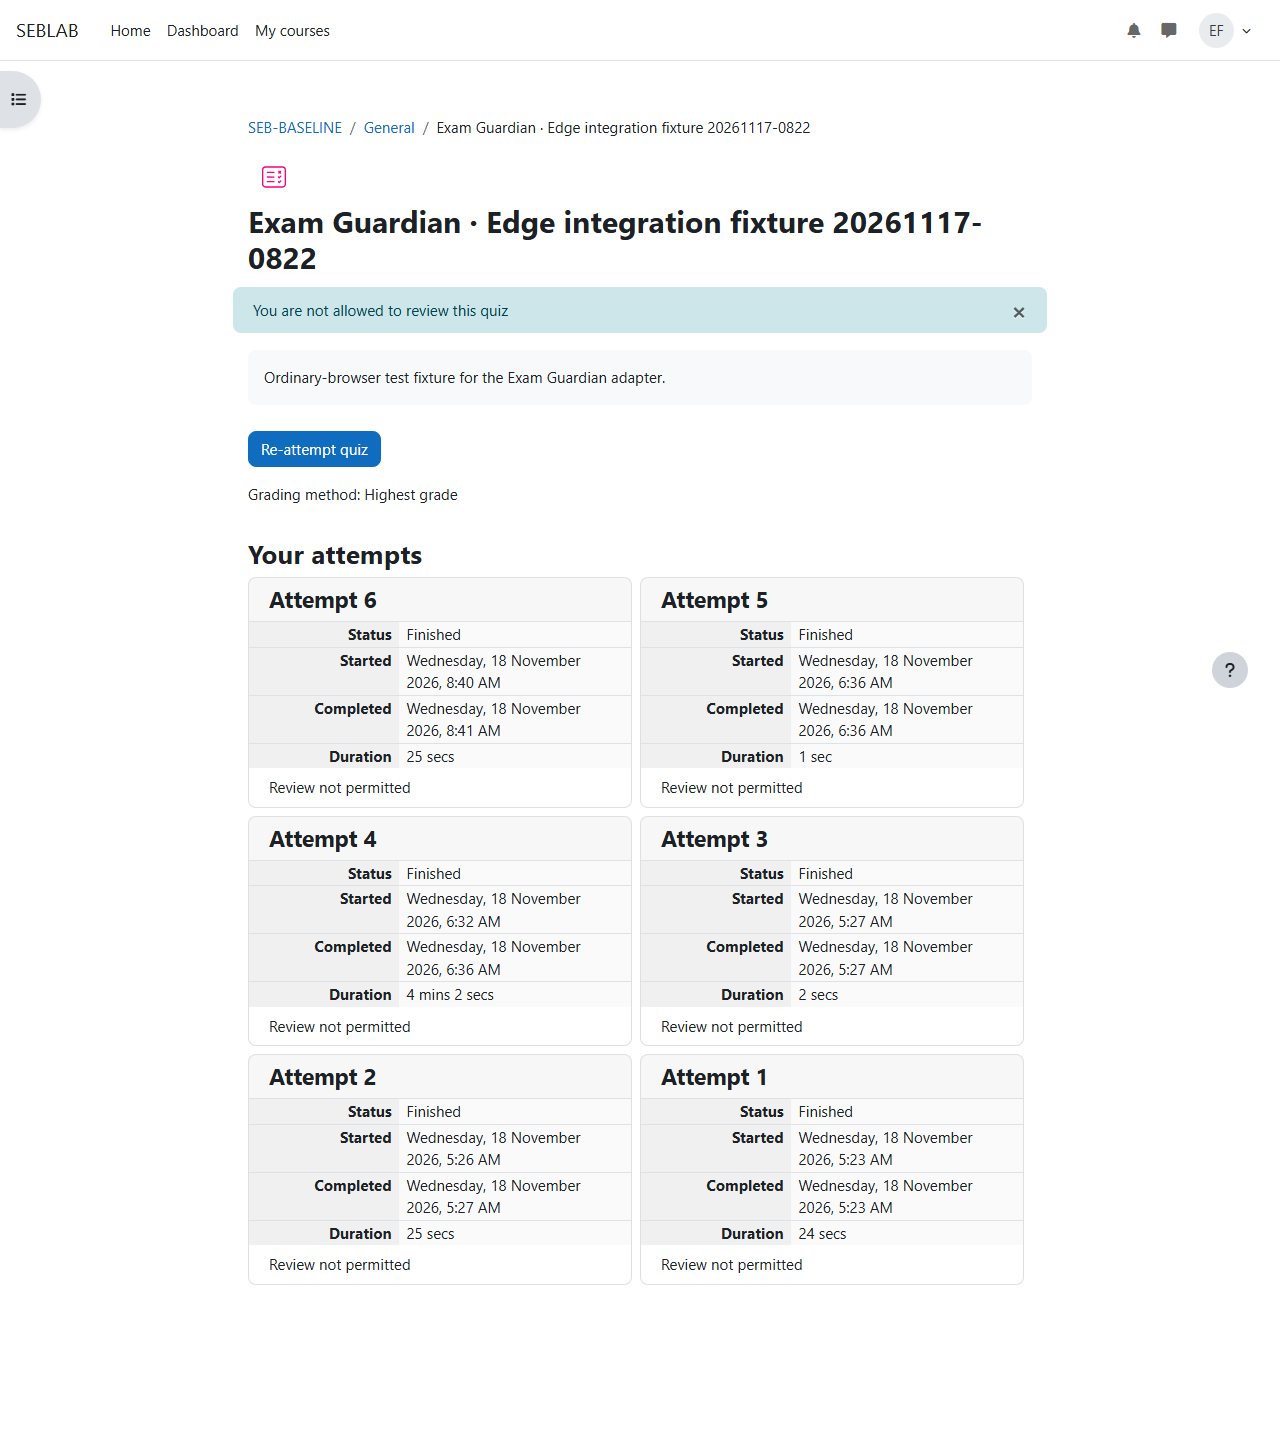 SEBLAB Home Dashboard My courses EF
SEB-BASELINE / General / Exam Guardian · Edge integration fixture 20261117-0822
Exam Guardian · Edge integration fixture 20261117-
0822
You are not allowed to review this quiz ×
Ordinary-browser test fixture for the Exam Guardian adapter.
Re-attempt quiz
Grading method: Highest grade
Your attempts
Attempt 6
Status Finished
Started Wednesday, 18 November
2026, 8:40 AM
Completed Wednesday, 18 November
2026, 8:41 AM
Duration 25 secs
Review not permitted
Attempt 5
Status Finished
Started Wednesday, 18 November
2026, 6:36 AM
Completed Wednesday, 18 November
2026, 6:36 AM
Duration 1 sec
Review not permitted
?
Attempt 4
Status Finished
Started Wednesday, 18 November
2026, 6:32 AM
Completed Wednesday, 18 November
2026, 6:36 AM
Duration 4 mins 2 secs
Review not permitted
Attempt 3
Status Finished
Started Wednesday, 18 November
2026, 5:27 AM
Completed Wednesday, 18 November
2026, 5:27 AM
Duration 2 secs
Review not permitted
Attempt 2
Status Finished
Started Wednesday, 18 November
2026, 5:26 AM
Completed Wednesday, 18 November
2026, 5:27 AM
Duration 25 secs
Review not permitted
Attempt 1
Status Finished
Started Wednesday, 18 November
2026, 5:23 AM
Completed Wednesday, 18 November
2026, 5:23 AM
Duration 24 secs
Review not permitted